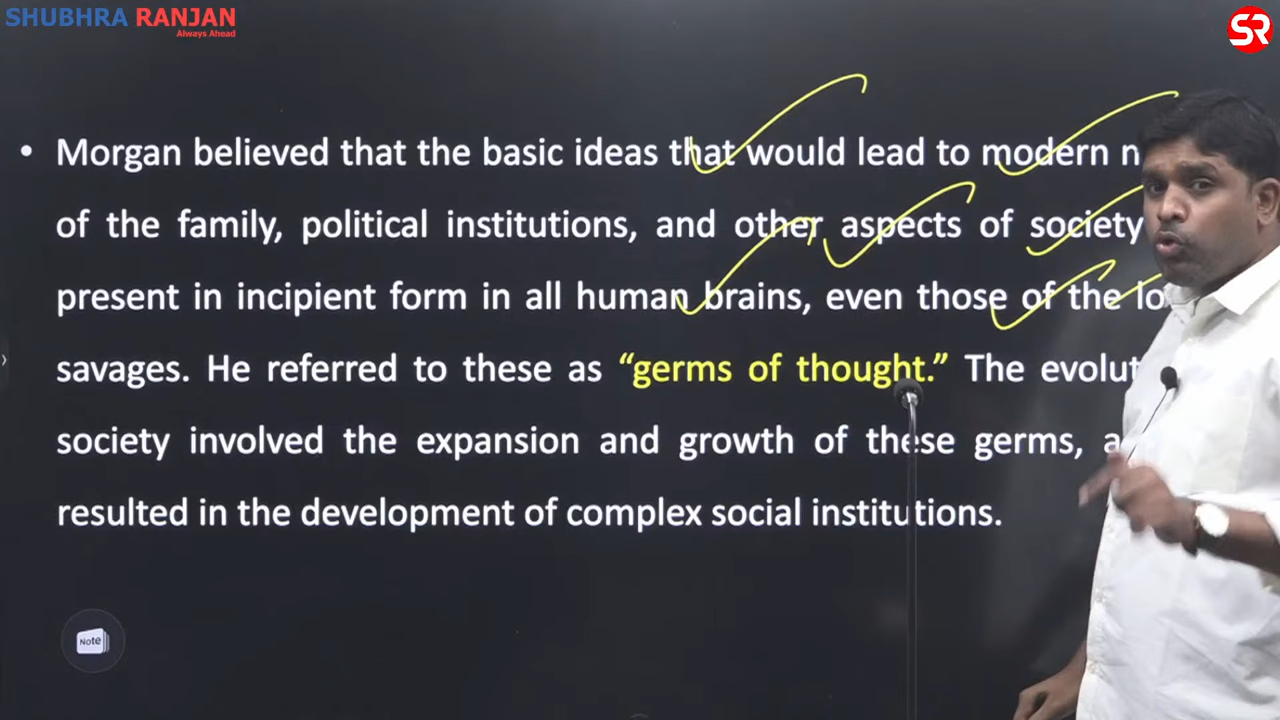 SHUBHRA RANJAN
Always Ahead
SR
• Morgan believed that the basic ideas that would lead to modern
of the family, political institutions, and other aspects of society
present in incipient form in all human brains, even those of the
savages. He referred to these as “germs of thought.” The
society involved the expansion and growth of these germs,
resulted in the development of complex social institutions.
Note